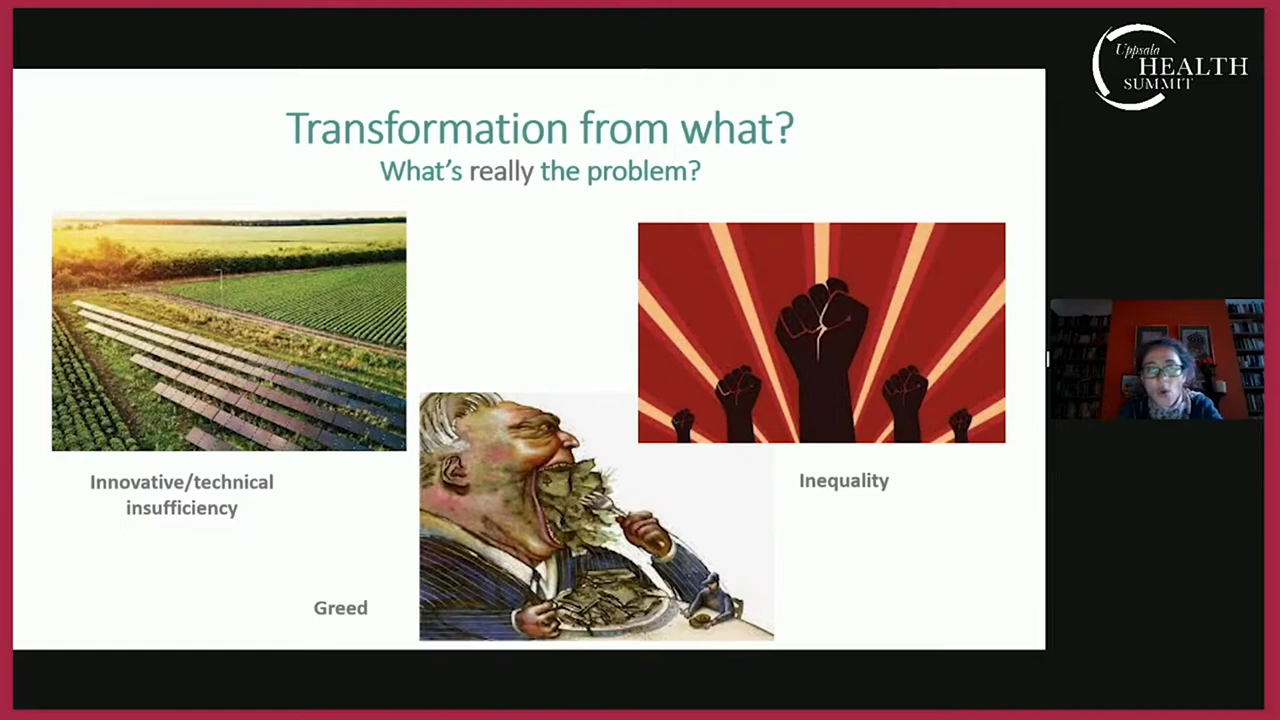 Uppsala
HEALTH
SUMMIT
Transformation from what?
What's really the problem?
Innovative/technical
insufficiency
Inequality
Greed